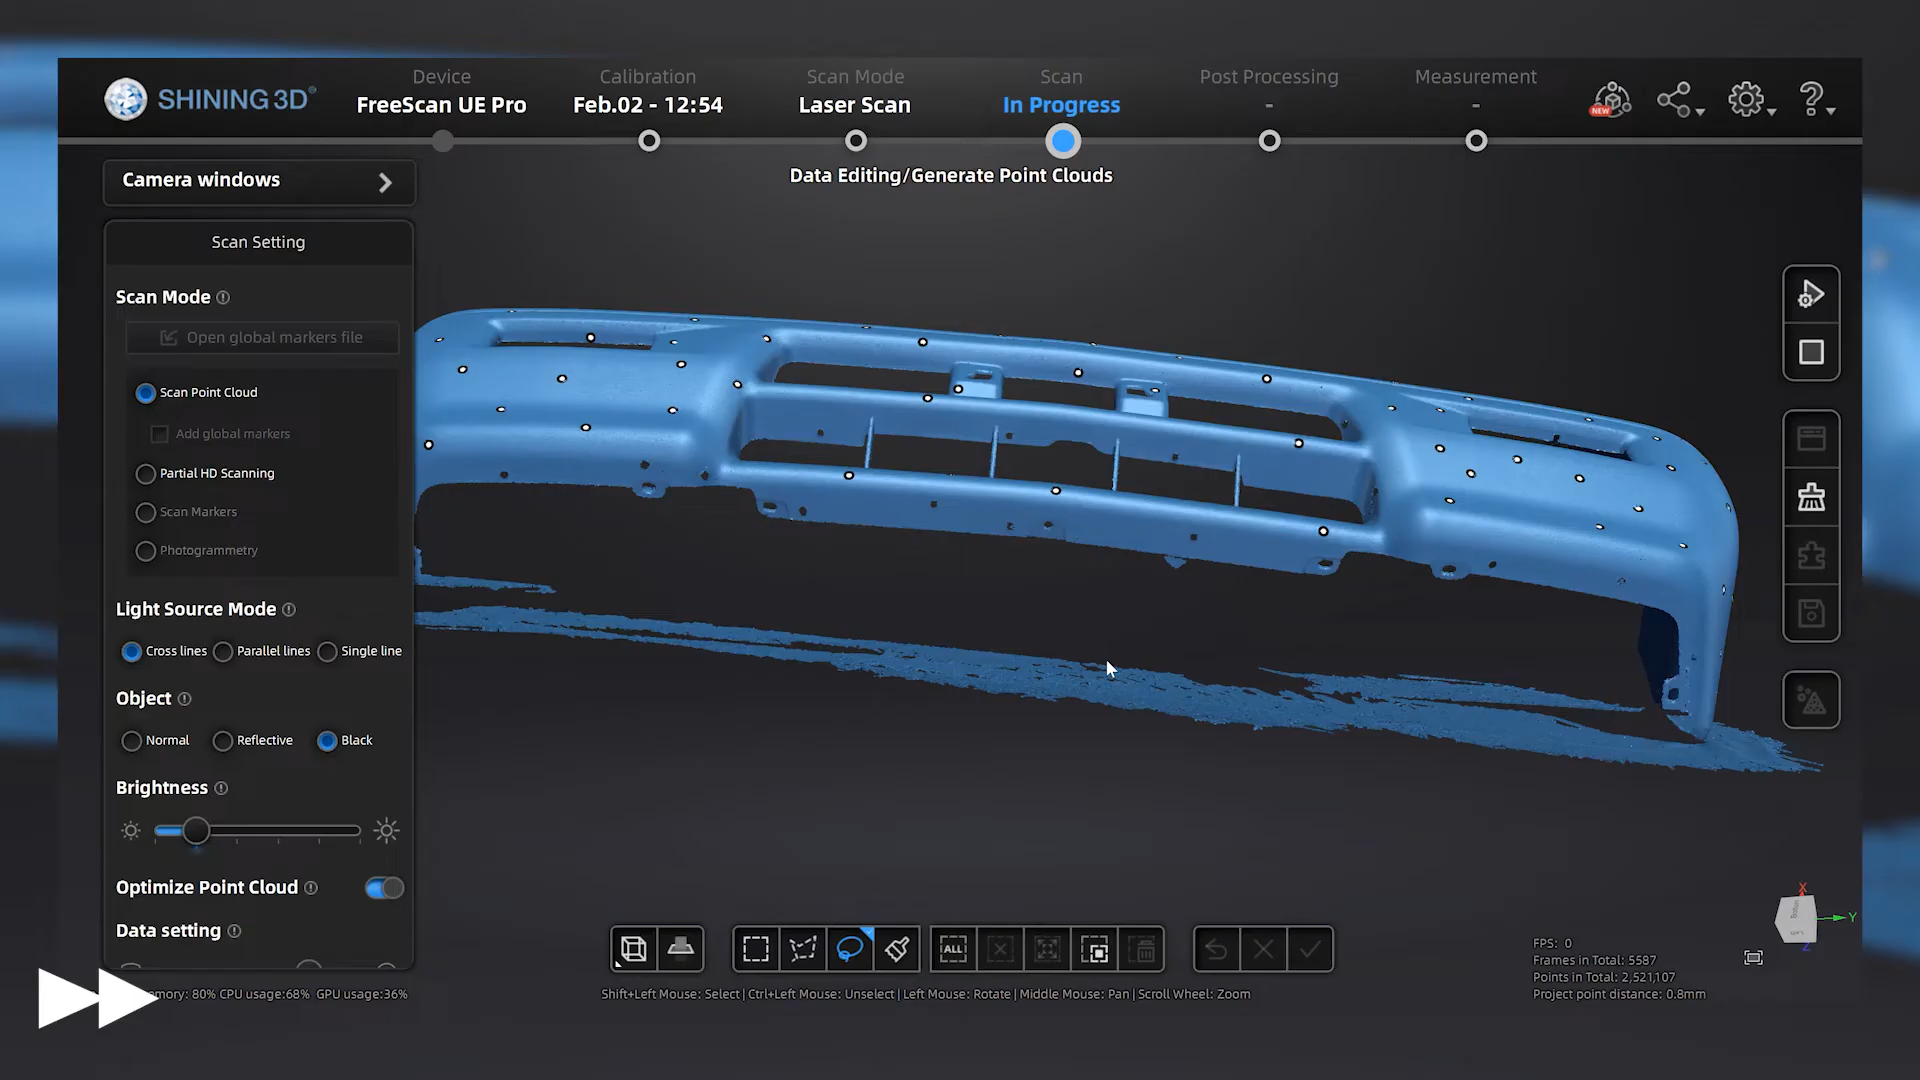 SHINING 3D®
Device
FreeScan UE Pro
Calibration
Feb.02 - 12:54
Scan Mode
Laser Scan
Scan
In Progress
Post Processing
-
Measurement
-
NEW
Data Editing/Generate Point Clouds
Camera windows
Scan Setting
Scan Mode
Open global markers file
Scan Point Cloud
Add global markers
Partial HD Scanning
Scan Markers
Photogrammetry
Light Source Mode
Cross lines
Parallel lines
Single line
Object
Normal
Reflective
Black
Brightness
Optimize Point Cloud
Data setting
emory: 80% CPU usage:68% GPU usage:36%
ALL
Shift+Left Mouse: Select | Ctrl+Left Mouse: Unselect | Left Mouse: Rotate | Middle Mouse: Pan | Scroll Wheel: Zoom
FPS: 0
Frames in Total: 5587
Points in Total: 2,521,107
Project point distance: 0.8mm
X
Y
Z